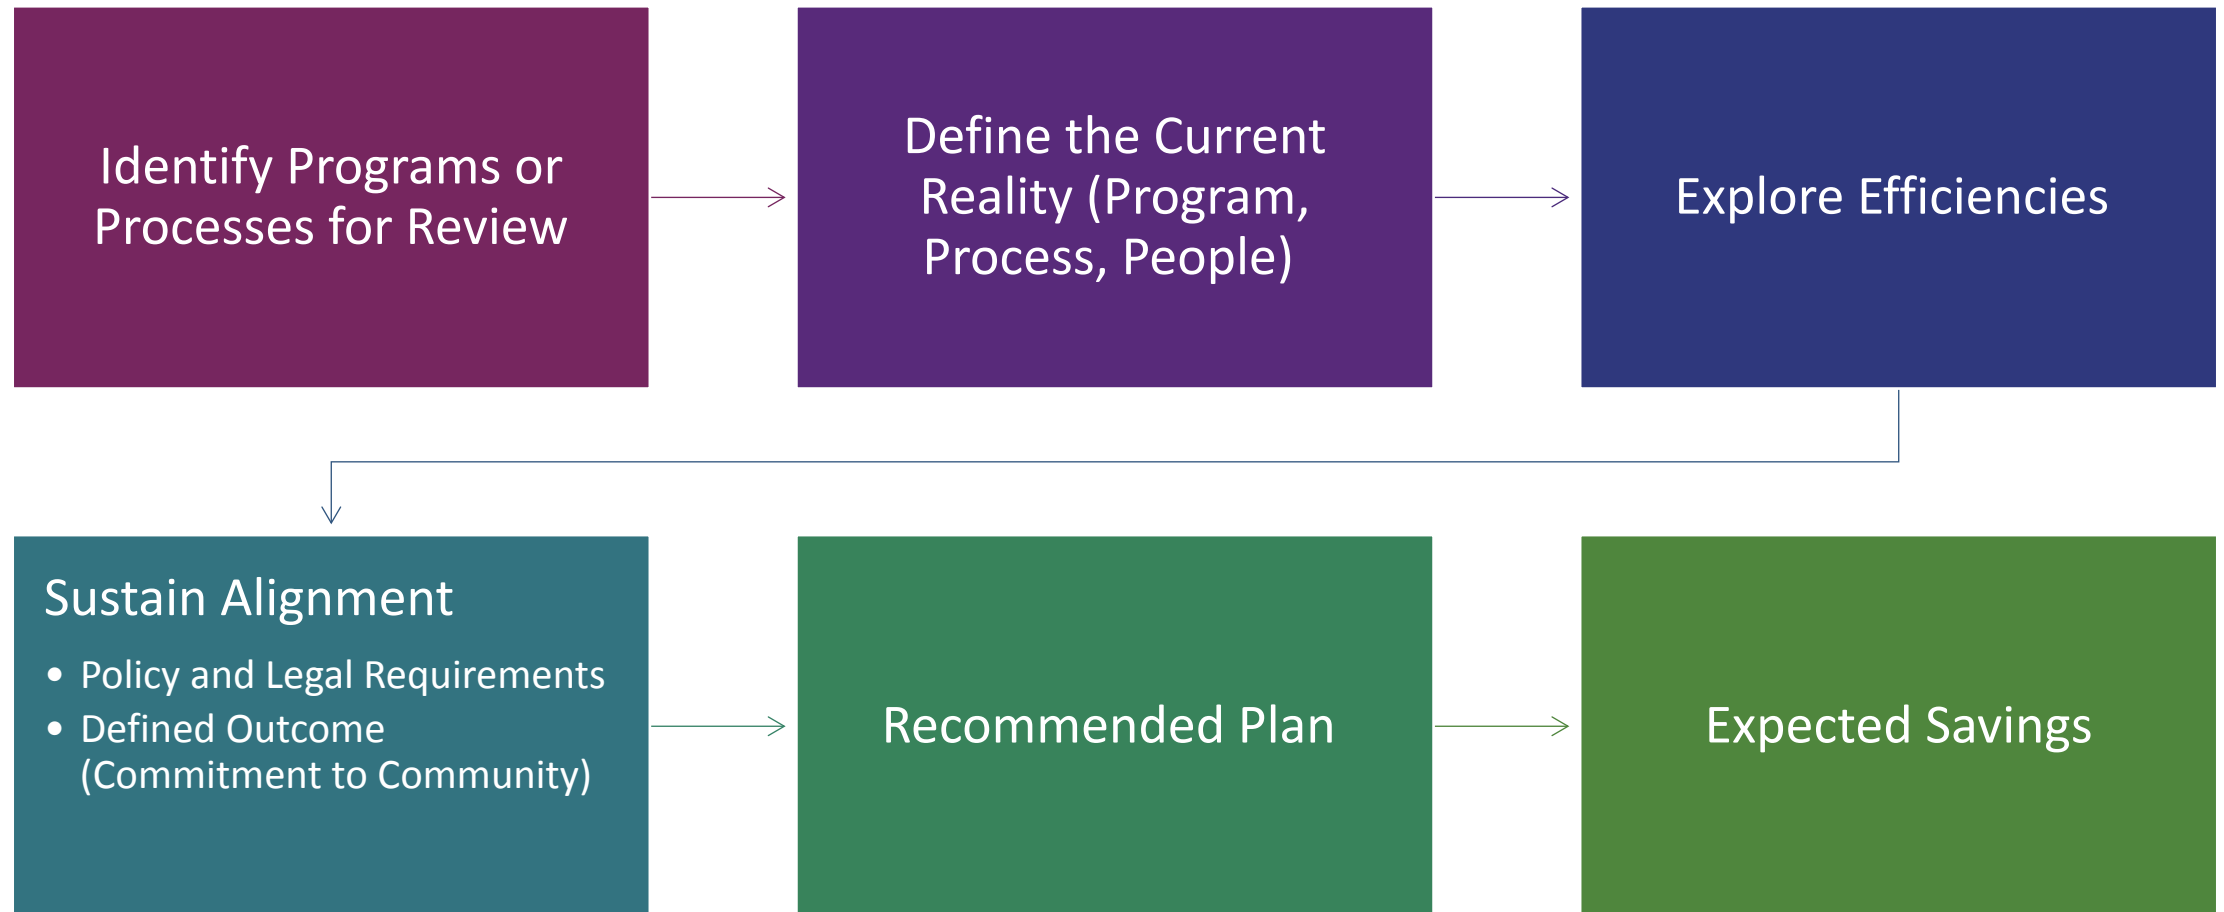 Identify Programs or
Processes for Review
Define the Current
Reality (Program,
Process, People)
Explore Efficiencies
Sustain Alignment
• Policy and Legal Requirements
• Defined Outcome
(Commitment to Community)
Recommended Plan
Expected Savings